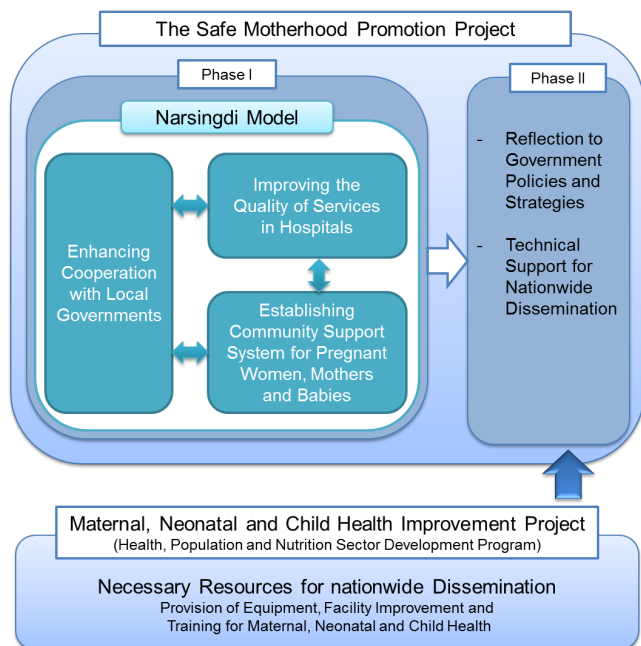 The Safe Motherhood Promotion Project
Phase I
Narsingdi Model
Enhancing
Cooperation
with Local
Governments
Improving the
Quality of Services
in Hospitals
Establishing
Community Support
System for Pregnant
Women, Mothers
and Babies
Phase II
- Reflection to
Government
Policies and
Strategies
- Technical
Support for
Nationwide
Dissemination
Maternal, Neonatal and Child Health Improvement Project
(Health, Population and Nutrition Sector Development Program)
Necessary Resources for nationwide Dissemination
Provision of Equipment, Facility Improvement and
Training for Maternal, Neonatal and Child Health